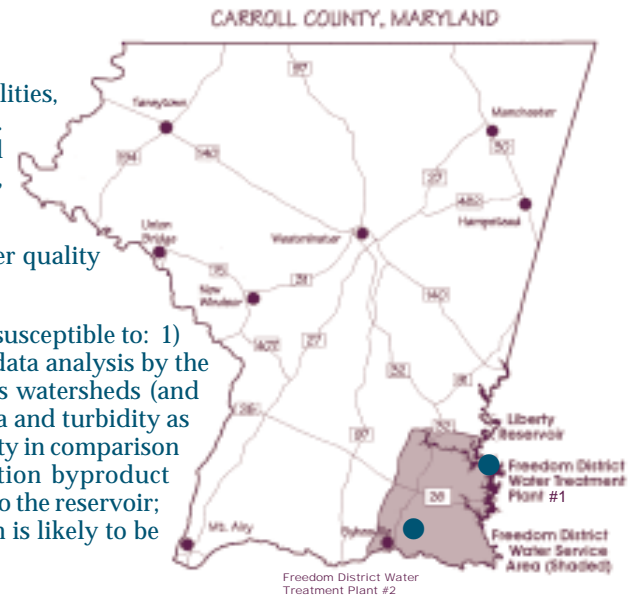 CARROLL COUNTY, MARYLAND
lities,
er quality
susceptible to: 1)
data analysis by the
s watersheds (and
a and turbidity as
ty in comparison
tion byproduct
o the reservoir;
n is likely to be
97
Taneytown
Manchester
194
140
30
27
482
Hampstead
Union
Bridge
Westminster
75
31
New
Windsor
140
407
27
32
91
26
97
32
Liberty
Reservoir
Freedom District
Water Treatment
Plant #1
26
Mt. Airy
Sykesville
Freedom District
Water Service
Area (Shaded)
Freedom District Water
Treatment Plant #2